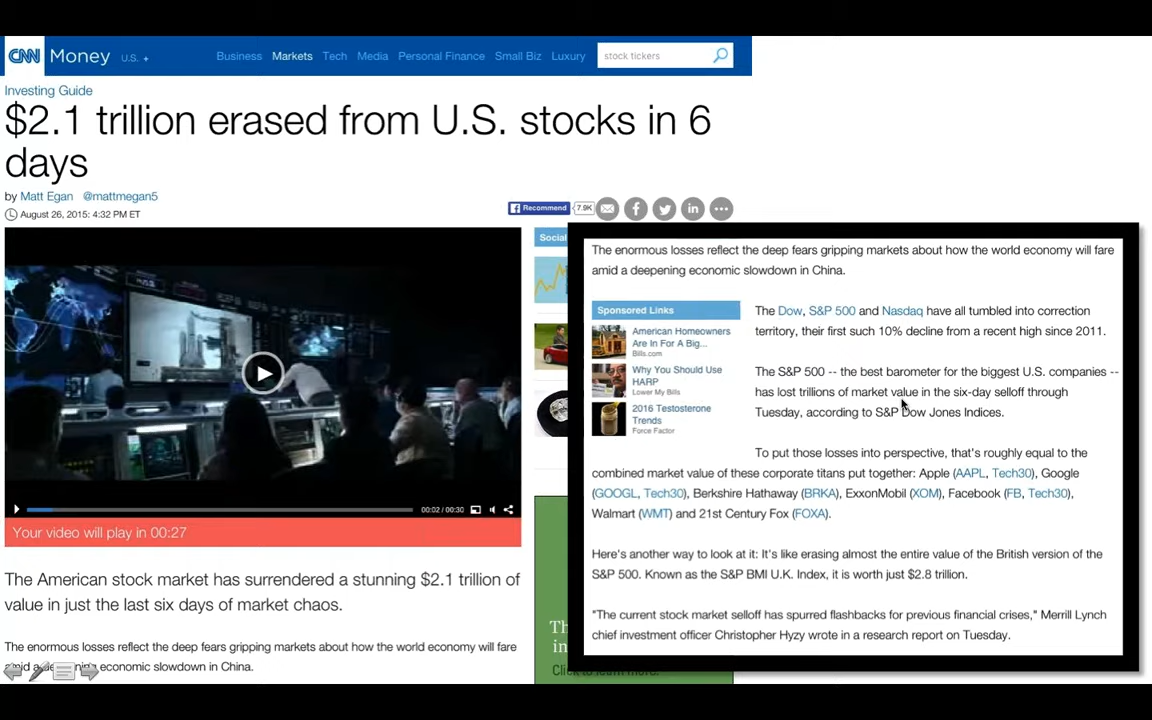 CNN Money U.S. + Business Markets Tech Media Personal Finance Small Biz Luxury stock tickers
Investing Guide
$2.1 trillion erased from U.S. stocks in 6
days
by Matt Egan @mattmegan5
August 26, 2015: 4:32 PM ET
Recommend 7.9K
Social
00:02 / 00:30
Your video will play in 00:27
The American stock market has surrendered a stunning $2.1 trillion of
value in just the last six days of market chaos.
The enormous losses reflect the deep fears gripping markets about how the world economy will fare
amid a deepening economic slowdown in China.
Th
in
Click to learn more.
The enormous losses reflect the deep fears gripping markets about how the world economy will fare
amid a deepening economic slowdown in China.
Sponsored Links
American Homeowners
Are In For A Big...
Bills.com
Why You Should Use
HARP
Lower My Bills
2016 Testosterone
Trends
Force Factor
The Dow, S&P 500 and Nasdaq have all tumbled into correction
territory, their first such 10% decline from a recent high since 2011.
The S&P 500 -- the best barometer for the biggest U.S. companies --
has lost trillions of market value in the six-day selloff through
Tuesday, according to S&P Dow Jones Indices.
To put those losses into perspective, that's roughly equal to the
combined market value of these corporate titans put together: Apple (AAPL, Tech30), Google
(GOOGL, Tech30), Berkshire Hathaway (BRKA), ExxonMobil (XOM), Facebook (FB, Tech30),
Walmart (WMT) and 21st Century Fox (FOXA).
Here's another way to look at it: It's like erasing almost the entire value of the British version of the
S&P 500. Known as the S&P BMI U.K. Index, it is worth just $2.8 trillion.
"The current stock market selloff has spurred flashbacks for previous financial crises," Merrill Lynch
chief investment officer Christopher Hyzy wrote in a research report on Tuesday.